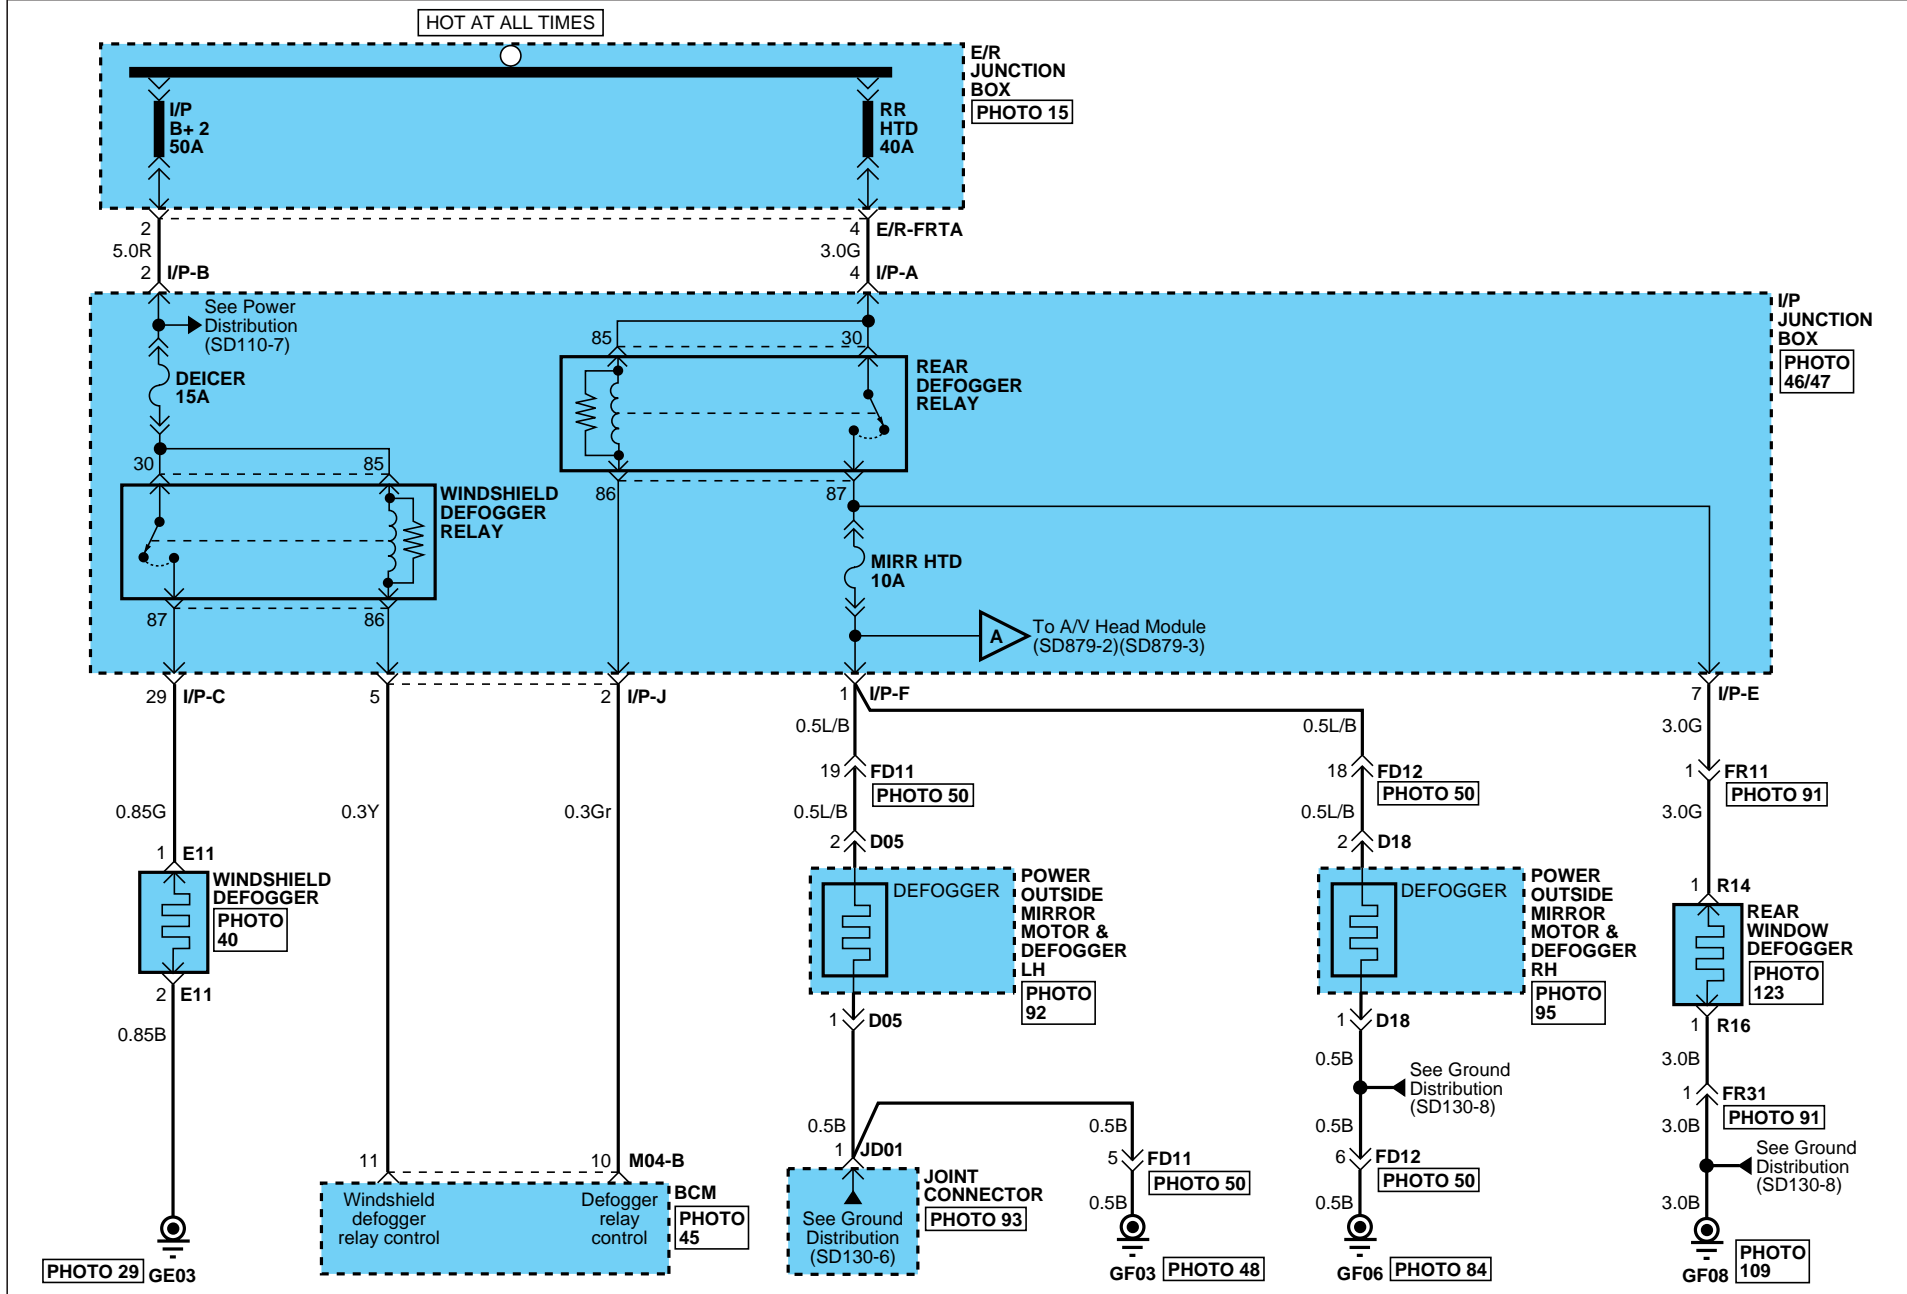 HOT AT ALL TIMES
E/R
JUNCTION
BOX
PHOTO 15
I/P
B+ 2
50A
RR
HTD
40A
2
4
E/R-FRTA
5.0R
3.0G
2
I/P-B
4
I/P-A
I/P
JUNCTION
BOX
PHOTO
46/47
See Power
Distribution
(SD110-7)
DEICER
15A
85
30
REAR
DEFOGGER
RELAY
30
85
WINDSHIELD
DEFOGGER
RELAY
86
87
MIRR HTD
10A
87
86
A
To A/V Head Module
(SD879-2)(SD879-3)
29
I/P-C
5
2
I/P-J
1
I/P-F
7
I/P-E
0.5L/B
0.5L/B
3.0G
19
FD11
PHOTO 50
18
FD12
PHOTO 50
1
FR11
PHOTO 91
0.85G
0.3Y
0.3Gr
0.5L/B
0.5L/B
3.0G
1
E11
2
D05
2
D18
1
R14
WINDSHIELD
DEFOGGER
PHOTO
40
DEFOGGER
POWER
OUTSIDE
MIRROR
MOTOR &
DEFOGGER
LH
PHOTO
92
DEFOGGER
POWER
OUTSIDE
MIRROR
MOTOR &
DEFOGGER
RH
PHOTO
95
REAR
WINDOW
DEFOGGER
PHOTO
123
2
E11
1
D05
1
D18
1
R16
0.85B
0.5B
3.0B
See Ground
Distribution
(SD130-8)
1
FR31
PHOTO 91
0.5B
0.5B
0.5B
3.0B
See Ground
Distribution
(SD130-8)
11
10
M04-B
1
JD01
5
FD11
PHOTO 50
6
FD12
PHOTO 50
Windshield
defogger
relay control
Defogger
relay
control
BCM
PHOTO
45
See Ground
Distribution
(SD130-6)
JOINT
CONNECTOR
PHOTO 93
0.5B
0.5B
3.0B
PHOTO 29
GE03
GF03
PHOTO 48
GF06
PHOTO 84
GF08
PHOTO
109